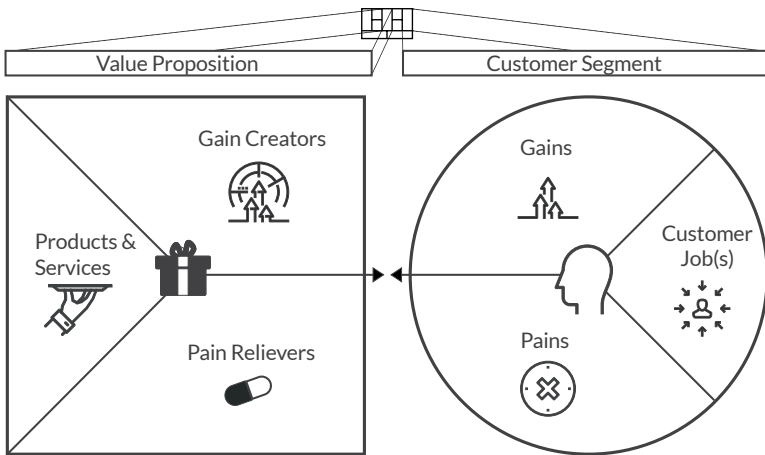 Value Proposition
Customer Segment
Gain Creators
Products &
Services
Pain Relievers
Gains
Customer
Job(s)
Pains